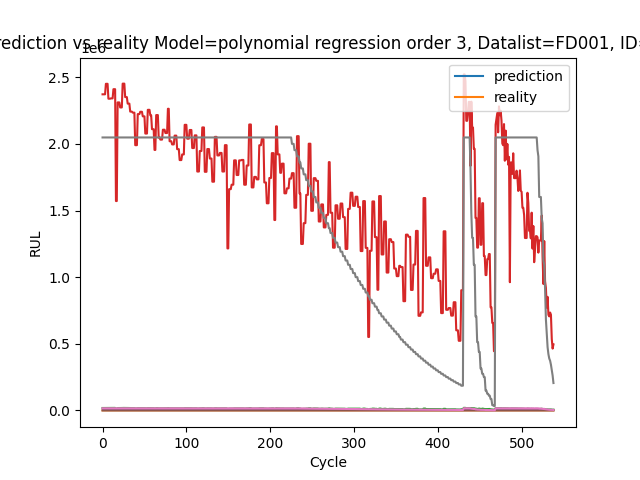 rediction vs reality Model=polynomial regression order 3, Datalist=FD001, ID=
1e6
prediction
reality
2.5
2.0
1.5
1.0
0.5
0.0
RUL
0 100 200 300 400 500
Cycle